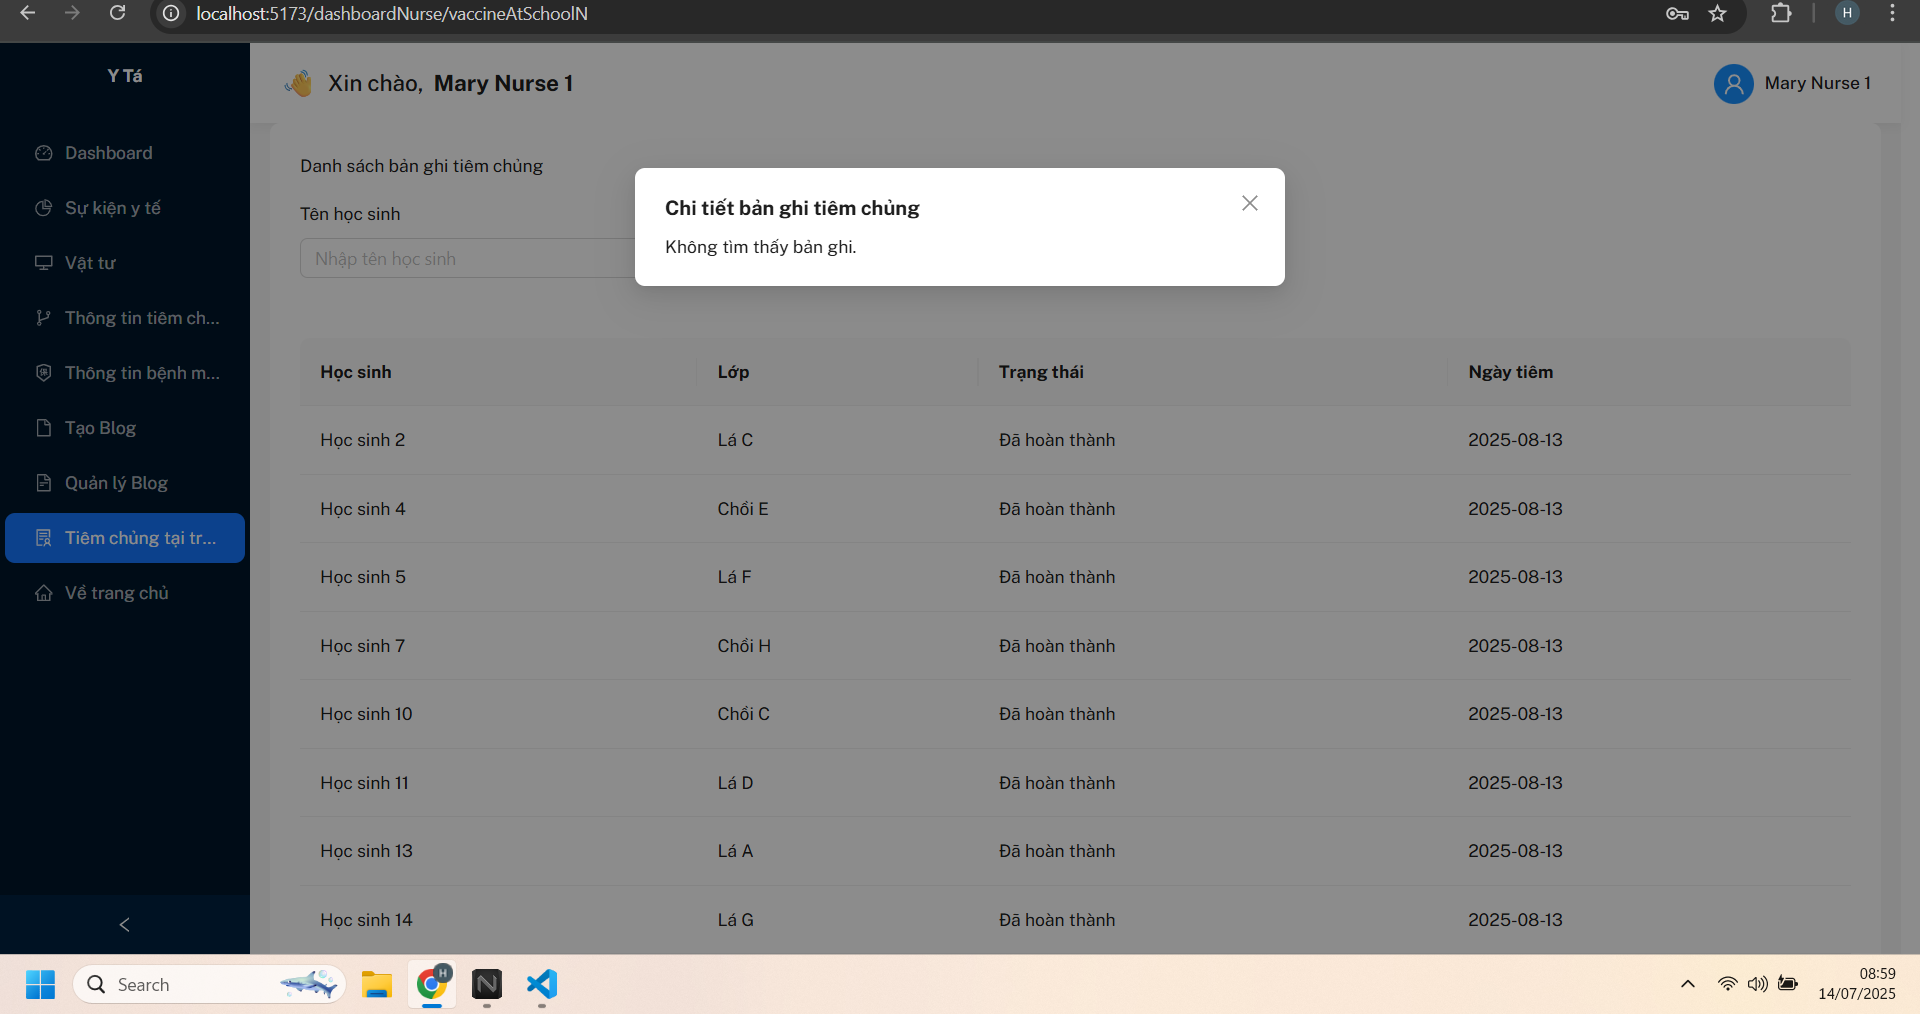 localhost:5173/dashboardNurse/vaccineAtSchoolN
H
Y Tá
Dashboard
Sự kiện y tế
Vật tư
Thông tin tiêm ch...
Thông tin bệnh m...
Tạo Blog
Quản lý Blog
Tiêm chủng tại tr...
Về trang chủ
Xin chào, Mary Nurse 1
Mary Nurse 1
Danh sách bản ghi tiêm chủng
Tên học sinh
Nhập tên học sinh
Chi tiết bản ghi tiêm chủng
Không tìm thấy bản ghi.
Học sinh Lớp Trạng thái Ngày tiêm
Học sinh 2 Lá C Đã hoàn thành 2025-08-13
Học sinh 4 Chồi E Đã hoàn thành 2025-08-13
Học sinh 5 Lá F Đã hoàn thành 2025-08-13
Học sinh 7 Chồi H Đã hoàn thành 2025-08-13
Học sinh 10 Chồi C Đã hoàn thành 2025-08-13
Học sinh 11 Lá D Đã hoàn thành 2025-08-13
Học sinh 13 Lá A Đã hoàn thành 2025-08-13
Học sinh 14 Lá G Đã hoàn thành 2025-08-13
Search
H
08:59
14/07/2025